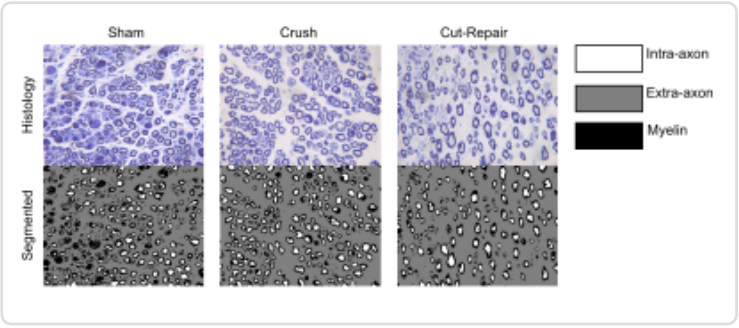 Sham
Crush
Cut-Repair
Histology
Segmented
Intra-axon
Extra-axon
Myelin